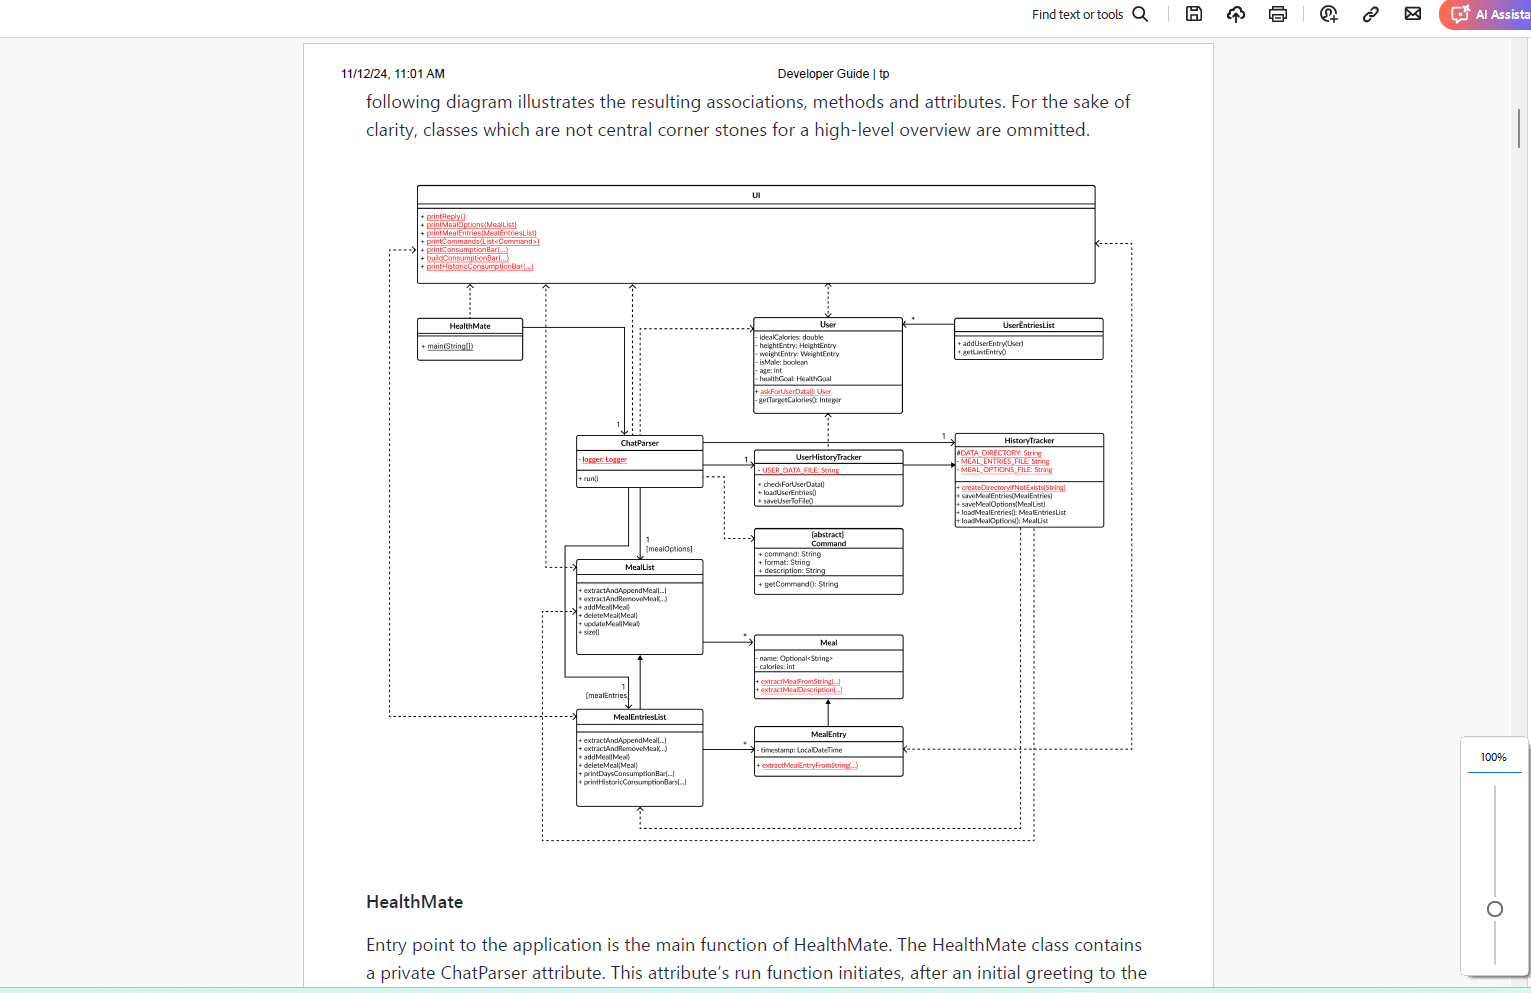 Find text or tools
AI Assista
11/12/24, 11:01 AM
Developer Guide | tp
following diagram illustrates the resulting associations, methods and attributes. For the sake of
clarity, classes which are not central corner stones for a high-level overview are ommitted.
UI
+ printReply()
+ printMealOptions(MealList)
+ printMealEntries(MealEntriesList)
+ printCommands(List<Command>)
+ printConsumptionBar(...)
+ buildConsumptionBar(...)
+ printHistoricConsumptionBar(...)
HealthMate
+ main(String[])
User
- idealCalories: double
- heightEntry: HeightEntry
- weightEntry: WeightEntry
- isMale: boolean
- age: int
- healthGoal: HealthGoal
+ askForUserData(): User
- getTargetCalories(): Integer
*
UserEntriesList
+ addUserEntry(User)
+ getLastEntry()
1
ChatParser
- logger: Logger
+ run()
1
1
UserHistoryTracker
- USER_DATA_FILE: String
+ checkForUserData()
+ loadUserEntries()
+ saveUserToFile()
HistoryTracker
#DATA_DIRECTORY: String
- MEAL_ENTRIES_FILE: String
- MEAL_OPTIONS_FILE: String
+ createDirectoryIfNotExists(String)
+ saveMealEntries(MealEntries)
+ saveMealOptions(MealList)
+ loadMealEntries(): MealEntriesList
+ loadMealOptions(): MealList
{abstract}
Command
+ command: String
+ format: String
+ description: String
+ getCommand(): String
1
[mealOptions]
MealList
+ extractAndAppendMeal(...)
+ extractAndRemoveMeal(...)
+ addMeal(Meal)
+ deleteMeal(Meal)
+ updateMeal(Meal)
+ size()
*
Meal
- name: Optional<String>
- calories: int
+ extractMealFromString(...)
+ extractMealDescription(...)
1
[mealEntries
MealEntriesList
+ extractAndAppendMeal(...)
+ extractAndRemoveMeal(...)
+ addMeal(Meal)
+ deleteMeal(Meal)
+ printDaysConsumptionBar(...)
+ printHistoricConsumptionBars(...)
*
MealEntry
- timestamp: LocalDateTime
+ extractMealEntryFromString(...)
100%
HealthMate
Entry point to the application is the main function of HealthMate. The HealthMate class contains
a private ChatParser attribute. This attribute’s run function initiates, after an initial greeting to the